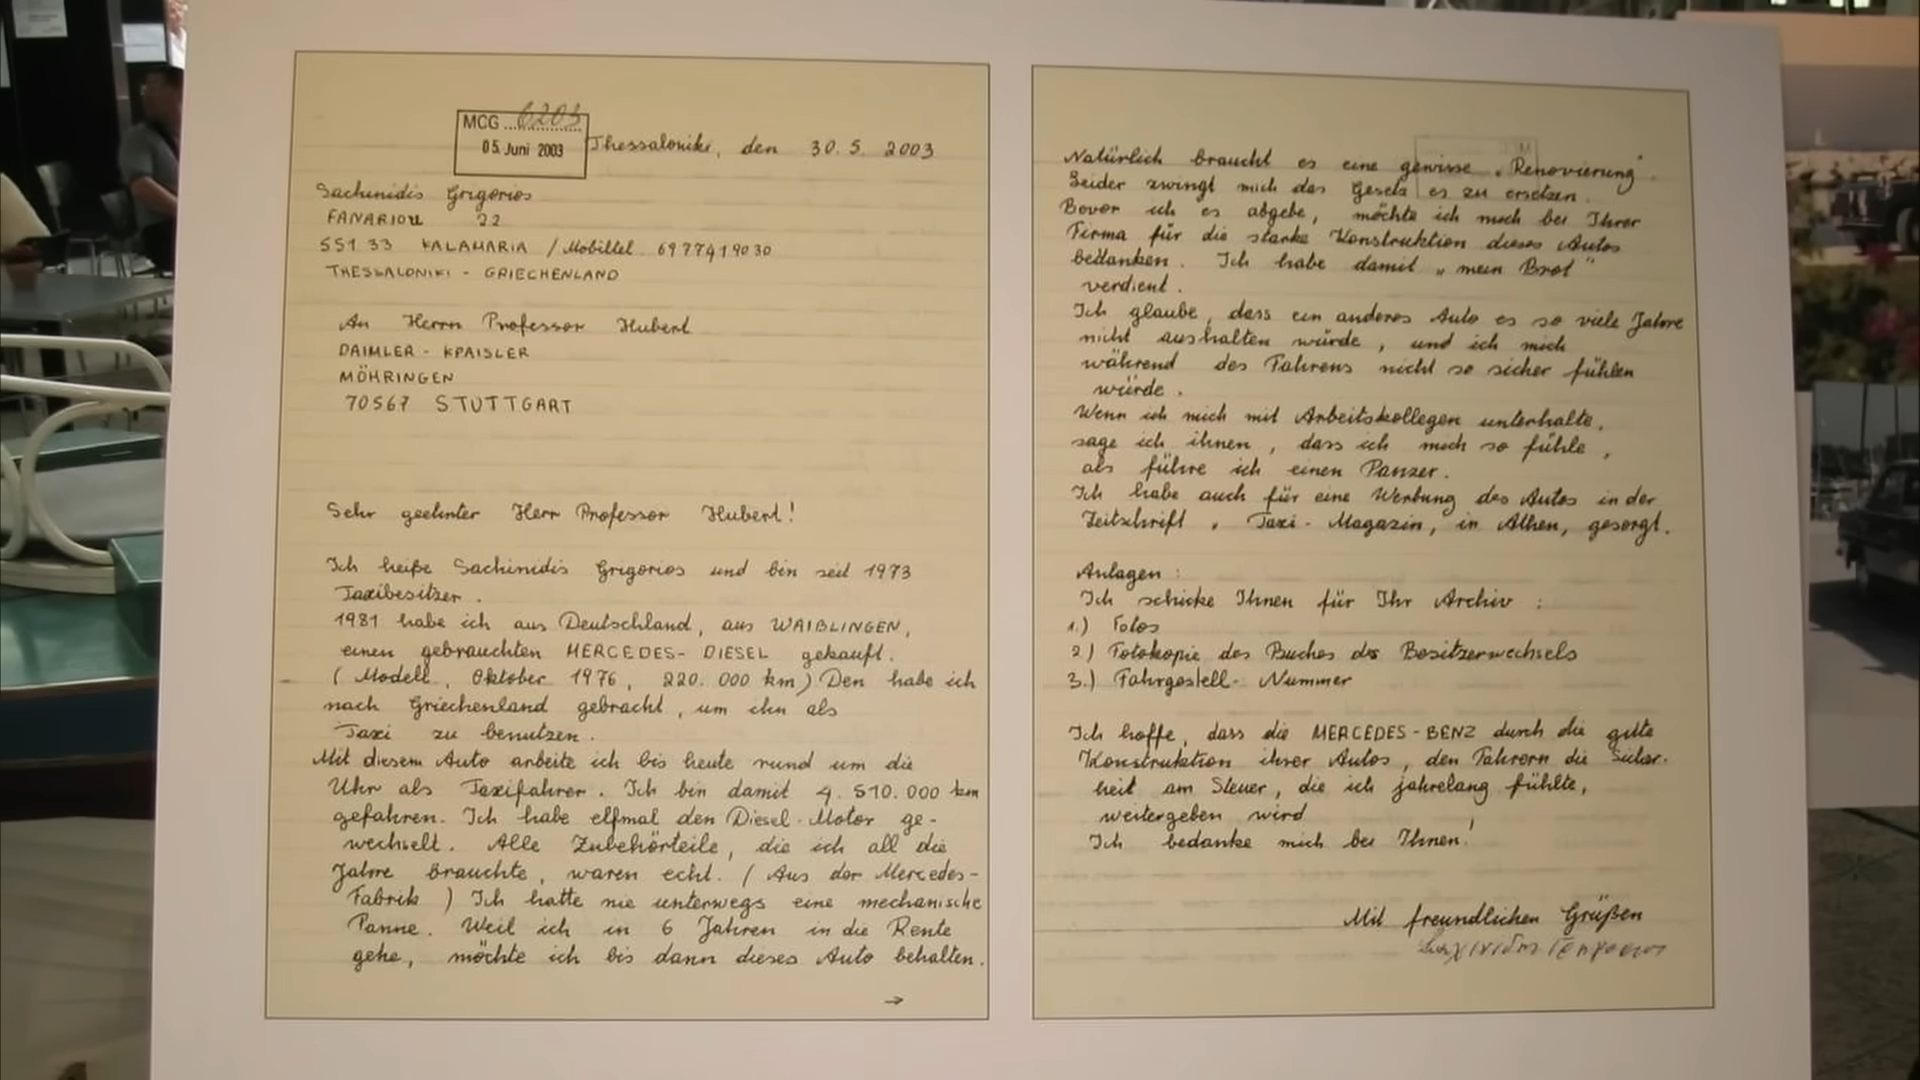 MCG 6203
05. Juni 2003
Thessaloniki, den 30. 5. 2003
Sachinidis Grigorios
FANARIOU 22
551 33 KALAMARIA / Mobiltel. 6977419030
THESSALONIKI - GRIECHENLAND
An Herrn Professor Hubert
DAIMLER - KRAISLER
MÖHRINGEN
70567 STUTTGART
Sehr geehrter Herr Professor Hubert!
Ich heiße Sachinidis Grigorios und bin seit 1973
Taxibesitzer.
1981 habe ich aus Deutschland, aus WAIBLINGEN,
einen gebrauchten MERCEDES - DIESEL gekauft.
( Modell, Oktober 1976, 220.000 km) Den habe ich
nach Griechenland gebracht, um ihn als
Taxi zu benutzen.
Mit diesem Auto arbeite ich bis heute rund um die
Uhr als Taxifahrer. Ich bin damit 4.510.000 km
gefahren. Ich habe elfmal den Diesel-Motor ge-
wechselt. Alle Zubehörteile, die ich all die
Jahre brauchte, waren echt. ( Aus der Mercedes-
Fabrik ) Ich hatte nie unterwegs eine mechanische
Panne. Weil ich in 6 Jahren in die Rente
gehe, möchte ich bis dann dieses Auto behalten.
→
Natürlich braucht es eine gewisse „Renovierung".
Leider zwingt mich das Gesetz es zu ersetzen.
Bevor ich es abgebe, möchte ich mich bei Ihrer
Firma für die starke Konstruktion dieses Autos
bedanken. Ich habe damit „mein Brot"
verdient.
Ich glaube, dass ein anderes Auto es so viele Jahre
nicht aushalten würde, und ich mich
während des Fahrens nicht so sicher fühlen
würde.
Wenn ich mich mit Arbeitskollegen unterhalte,
sage ich ihnen, dass ich mich so fühle,
als führe ich einen Panzer.
Ich habe auch für eine Werbung des Autos in der
Zeitschrift „ Taxi - Magazin, in Athen, gesorgt.
Anlagen :
Ich schicke Ihnen für Ihr Archiv :
1.) Fotos
2.) Fotokopie des Buches des Besitzerwechsels
3.) Fahrgestell - Nummer
Ich hoffe, dass die MERCEDES - BENZ durch die gute
Konstruktion ihrer Autos, den Fahrern die Sicher-
heit am Steuer, die ich jahrelang fühlte,
weitergeben wird
Ich bedanke mich bei Ihnen!
Mit freundlichen Grüßen